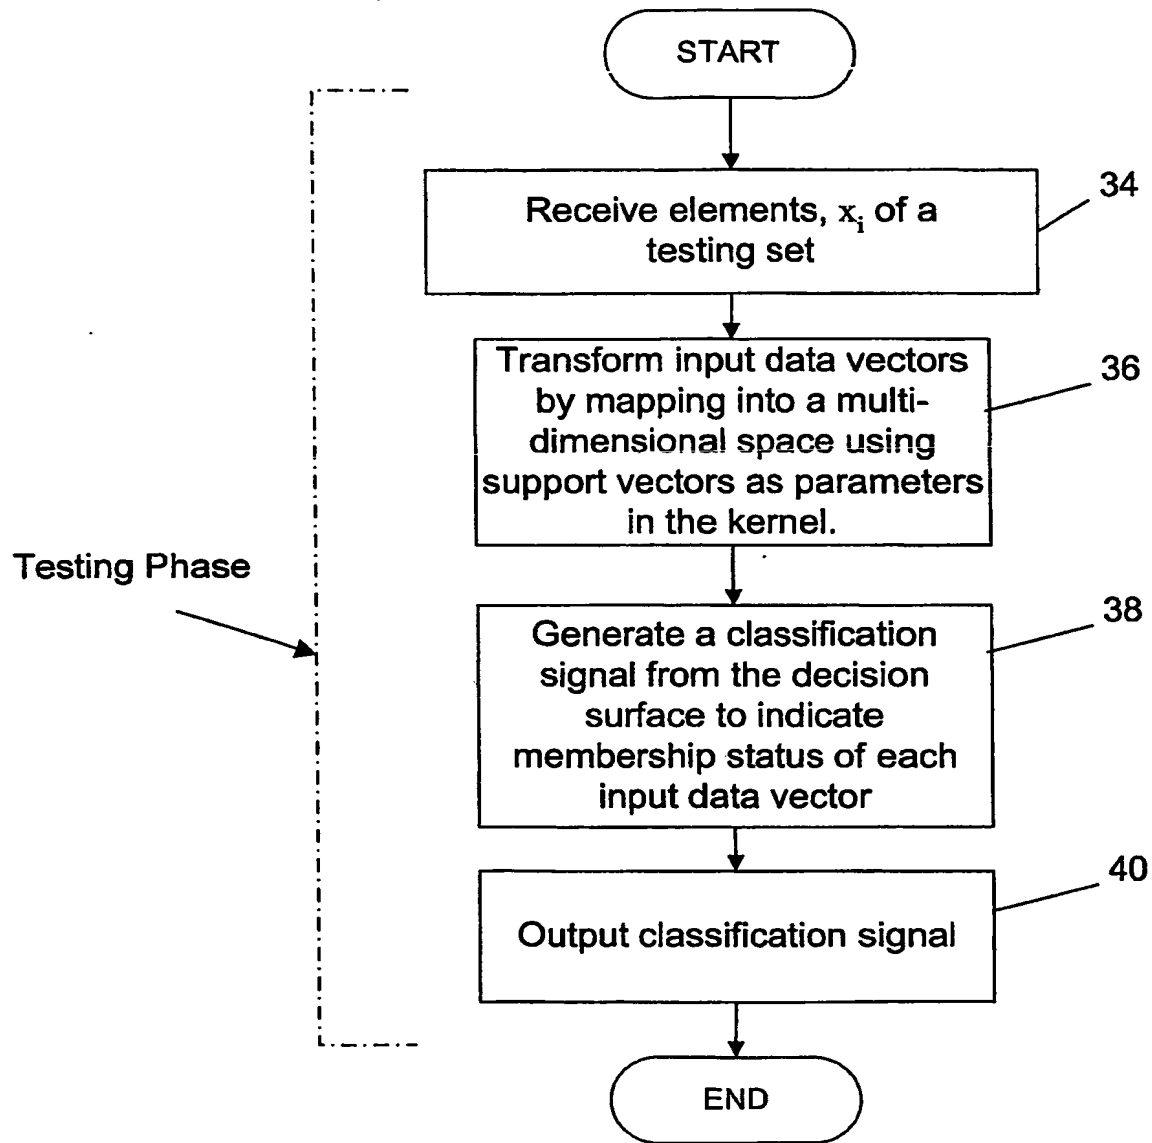 START
Receive elements, xi of a
testing set
34
Transform input data vectors
by mapping into a multi-
dimensional space using
support vectors as parameters
in the kernel.
36
Testing Phase
Generate a classification
signal from the decision
surface to indicate
membership status of each
input data vector
38
Output classification signal
40
END